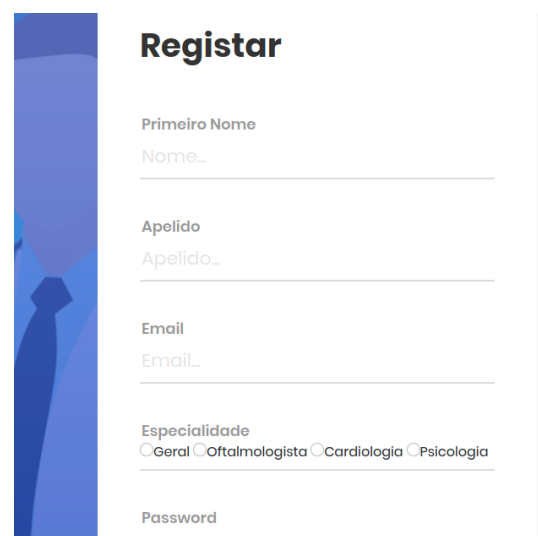 Registar
Primeiro Nome
Nome...
Apelido
Apelido...
Email
Email...
Especialidade
Geral Oftalmologista Cardiologia Psicologia
Password